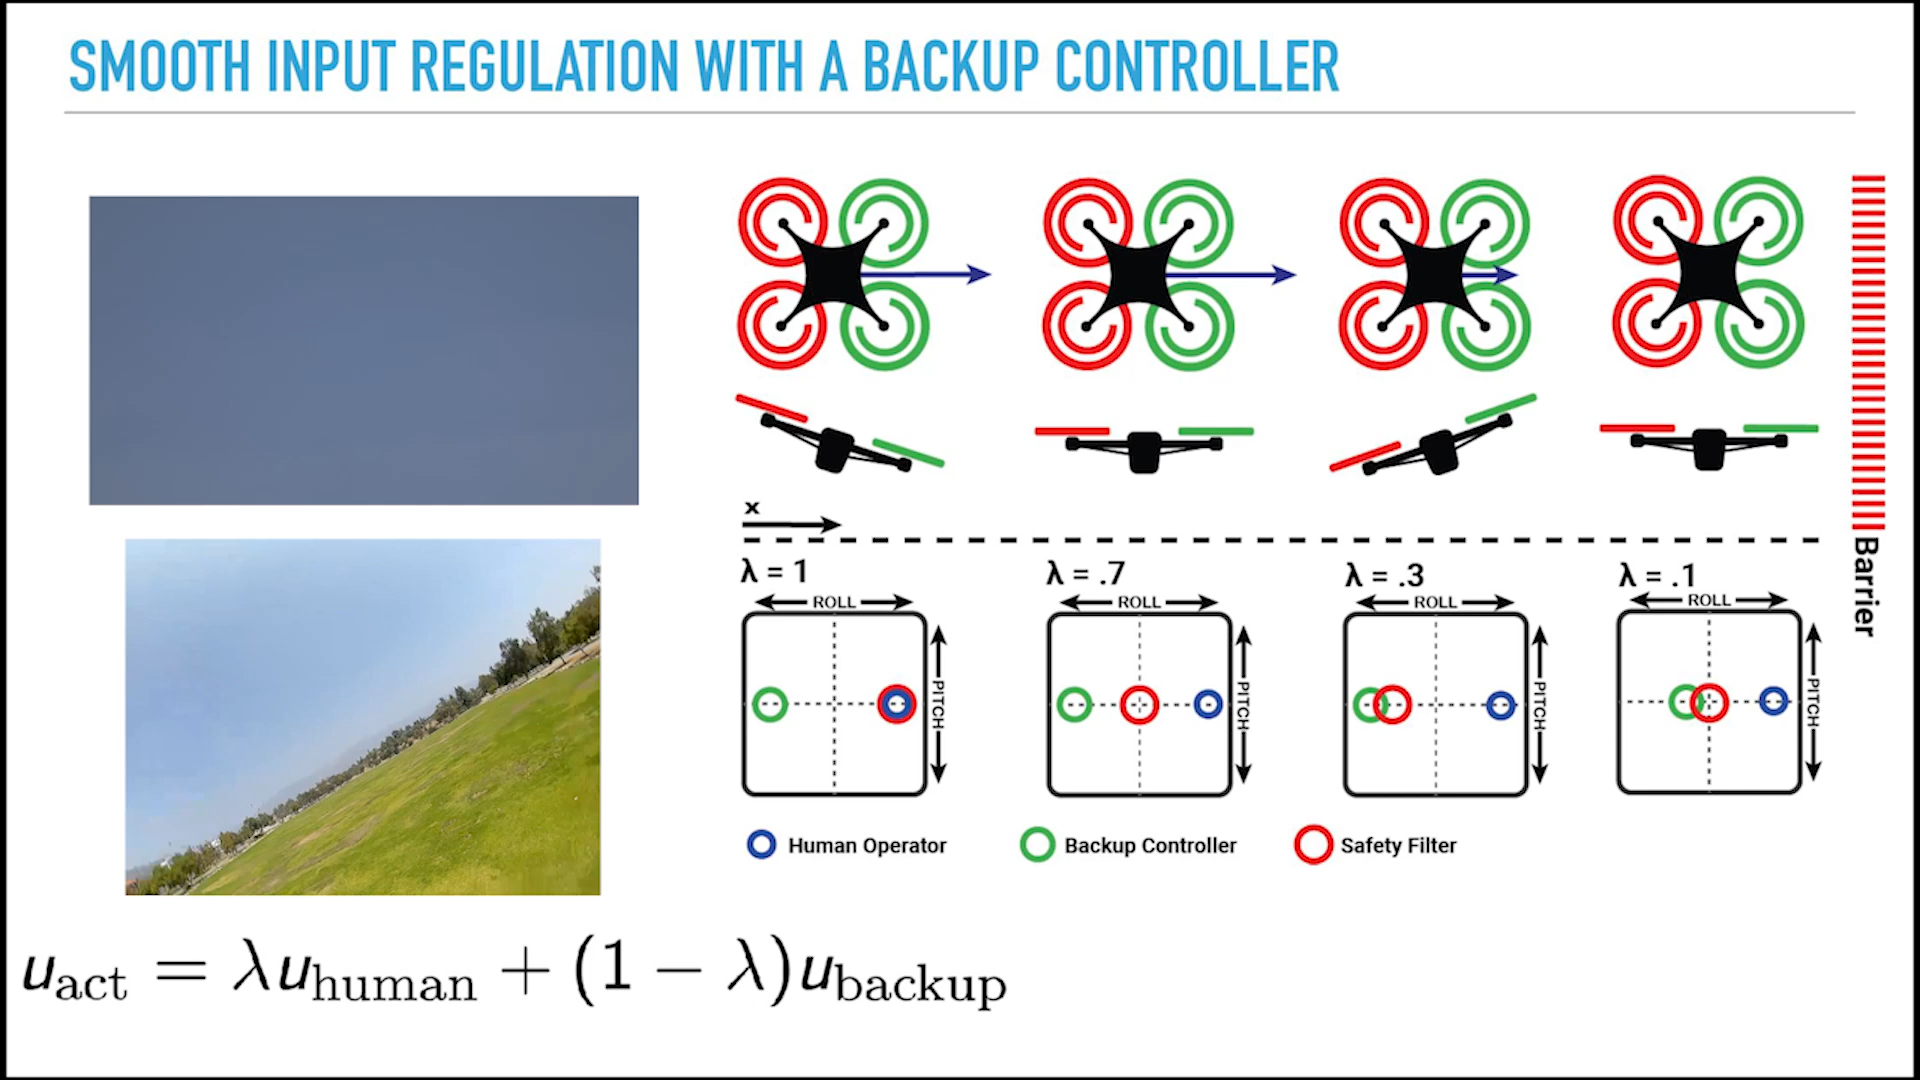 SMOOTH INPUT REGULATION WITH A BACKUP CONTROLLER
x
Barrier
λ = 1
λ = .7
λ = .3
λ = .1
ROLL
ROLL
ROLL
ROLL
PITCH
PITCH
PITCH
PITCH
Human Operator
Backup Controller
Safety Filter
u_act = λu_human + (1 − λ)u_backup